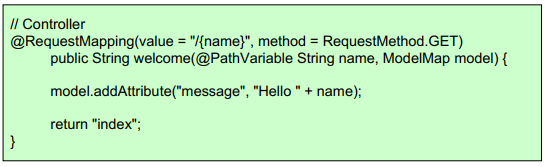 // Controller
@RequestMapping(value = "/{name}", method = RequestMethod.GET)
public String welcome(@PathVariable String name, ModelMap model) {
model.addAttribute("message", "Hello " + name);
return "index";
}